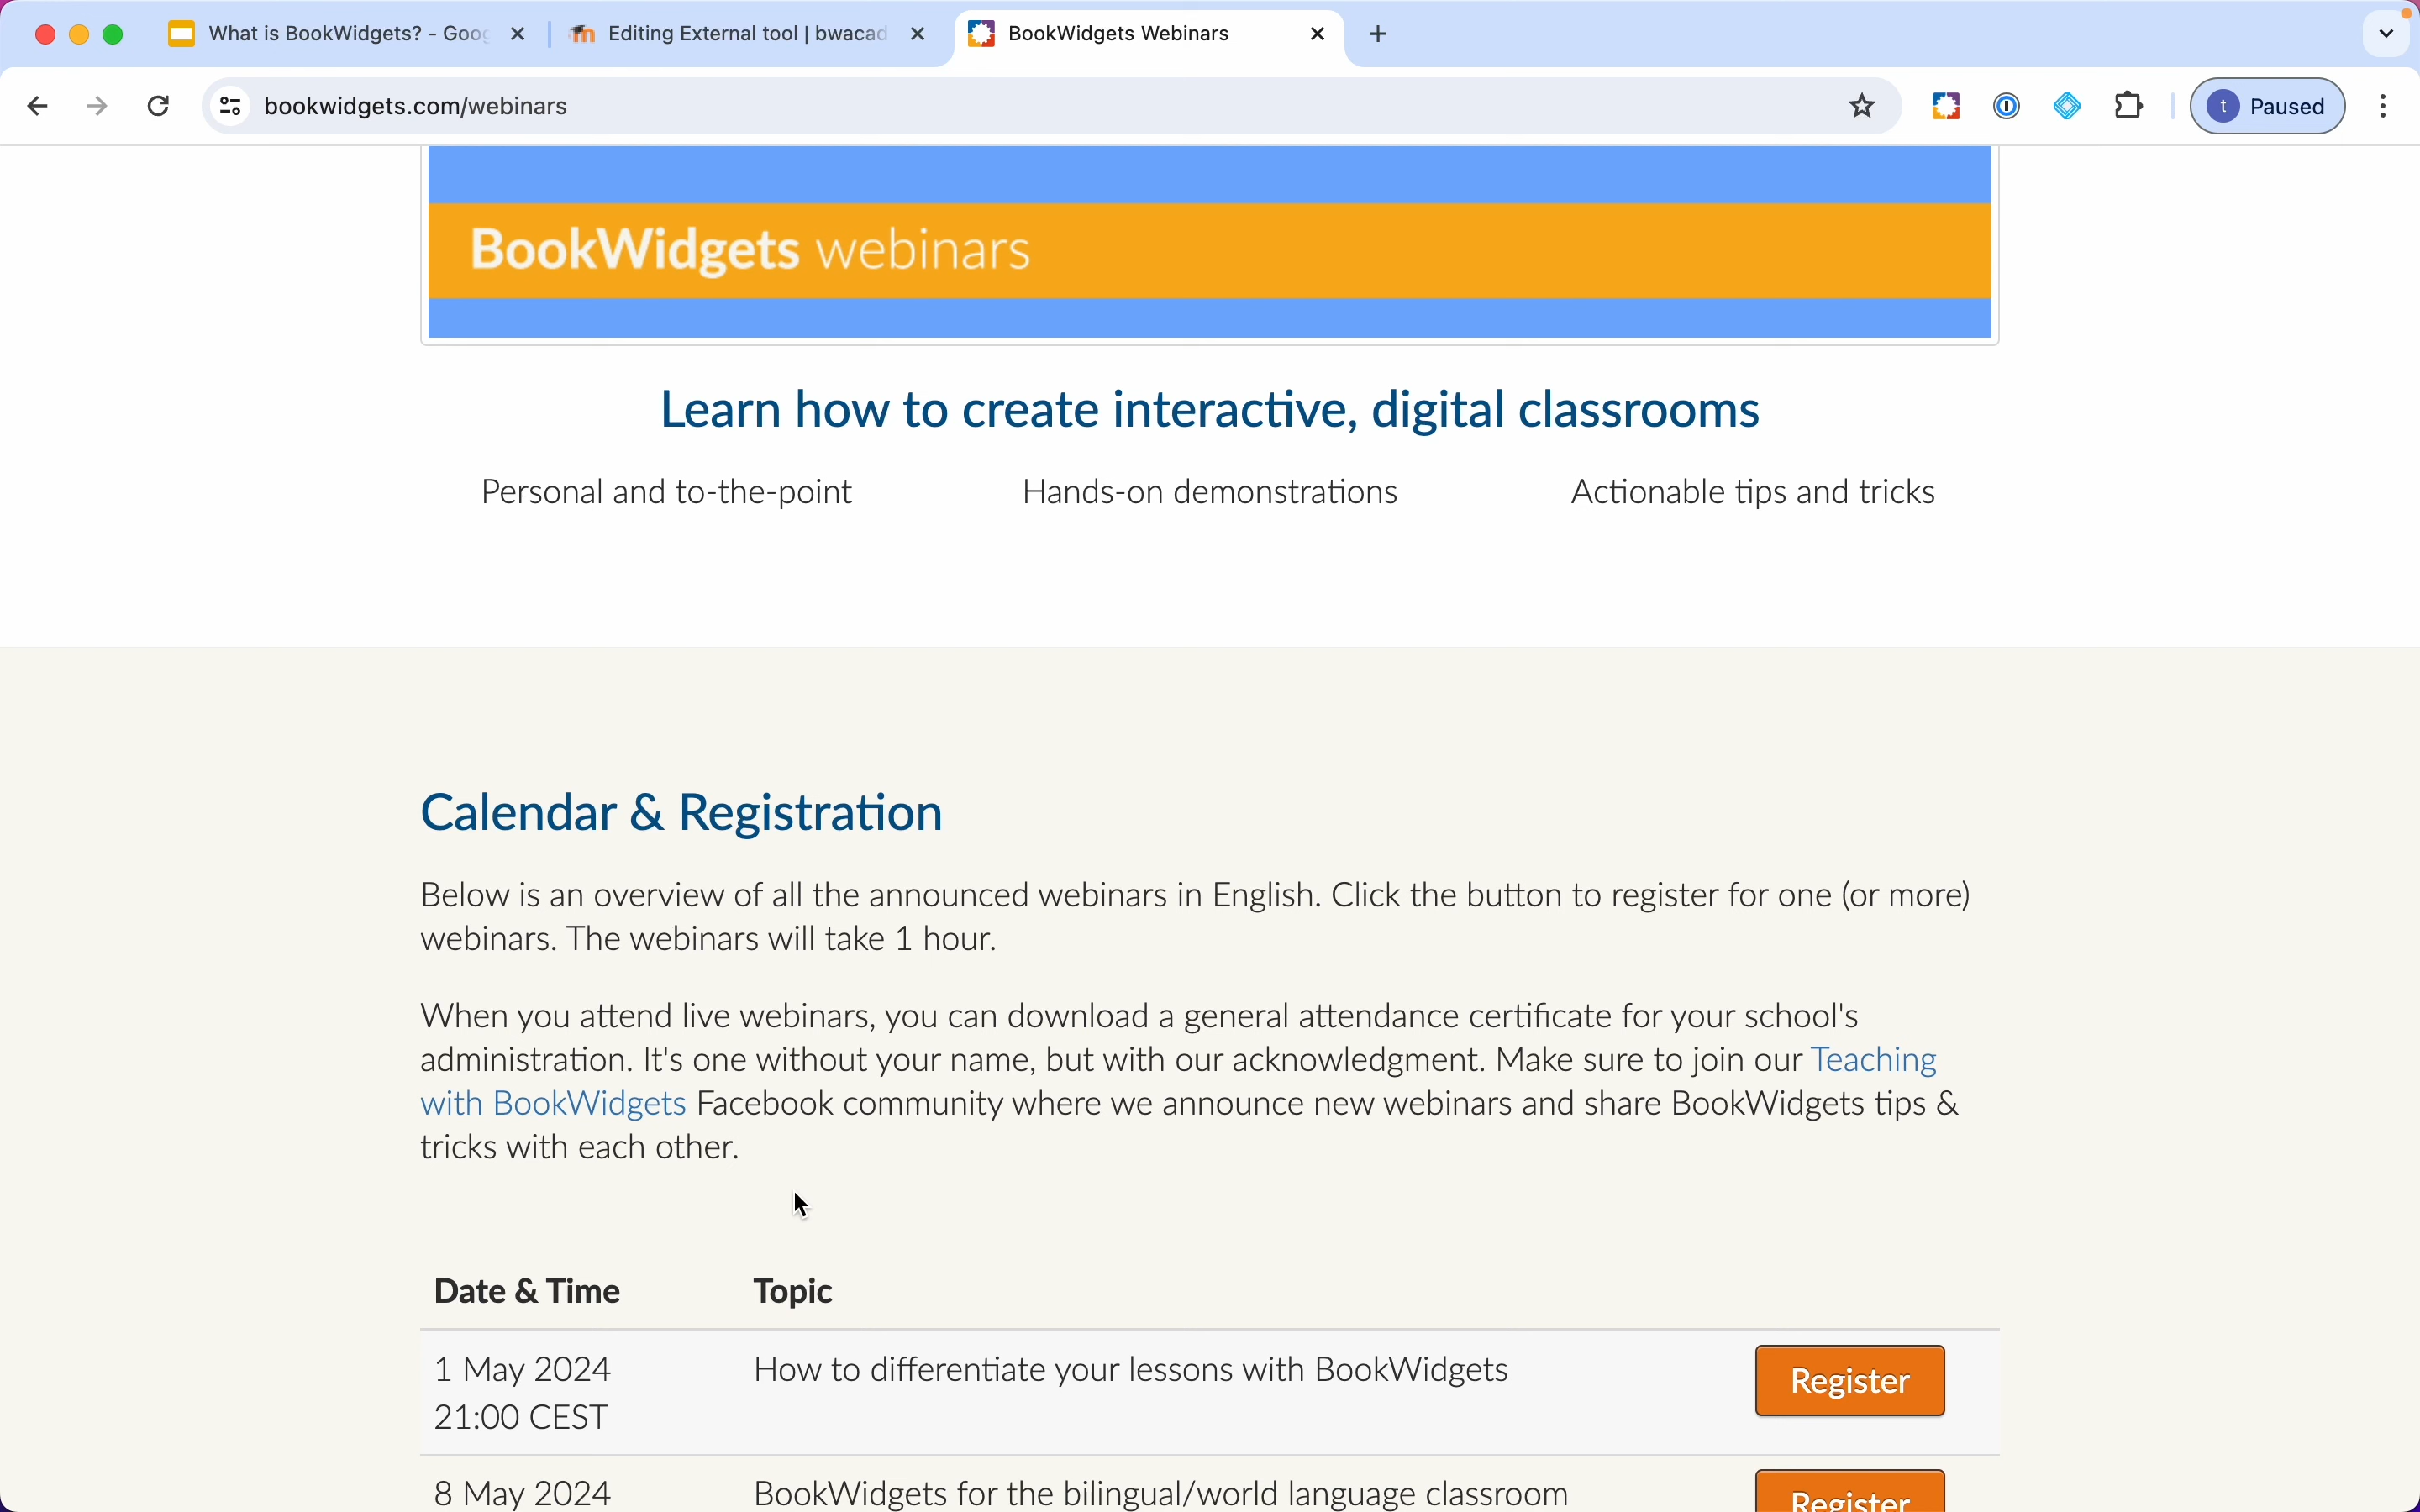 What is BookWidgets? - Goog
Editing External tool | bwacad
BookWidgets Webinars
bookwidgets.com/webinars
t
Paused
BookWidgets webinars
Learn how to create interactive, digital classrooms
Personal and to-the-point
Hands-on demonstrations
Actionable tips and tricks
Calendar & Registration
Below is an overview of all the announced webinars in English. Click the button to register for one (or more)
webinars. The webinars will take 1 hour.
When you attend live webinars, you can download a general attendance certificate for your school's
administration. It's one without your name, but with our acknowledgment. Make sure to join our Teaching
with BookWidgets Facebook community where we announce new webinars and share BookWidgets tips &
tricks with each other.
Date & Time
Topic
1 May 2024
How to differentiate your lessons with BookWidgets
Register
21:00 CEST
8 May 2024
BookWidgets for the bilingual/world language classroom
Register